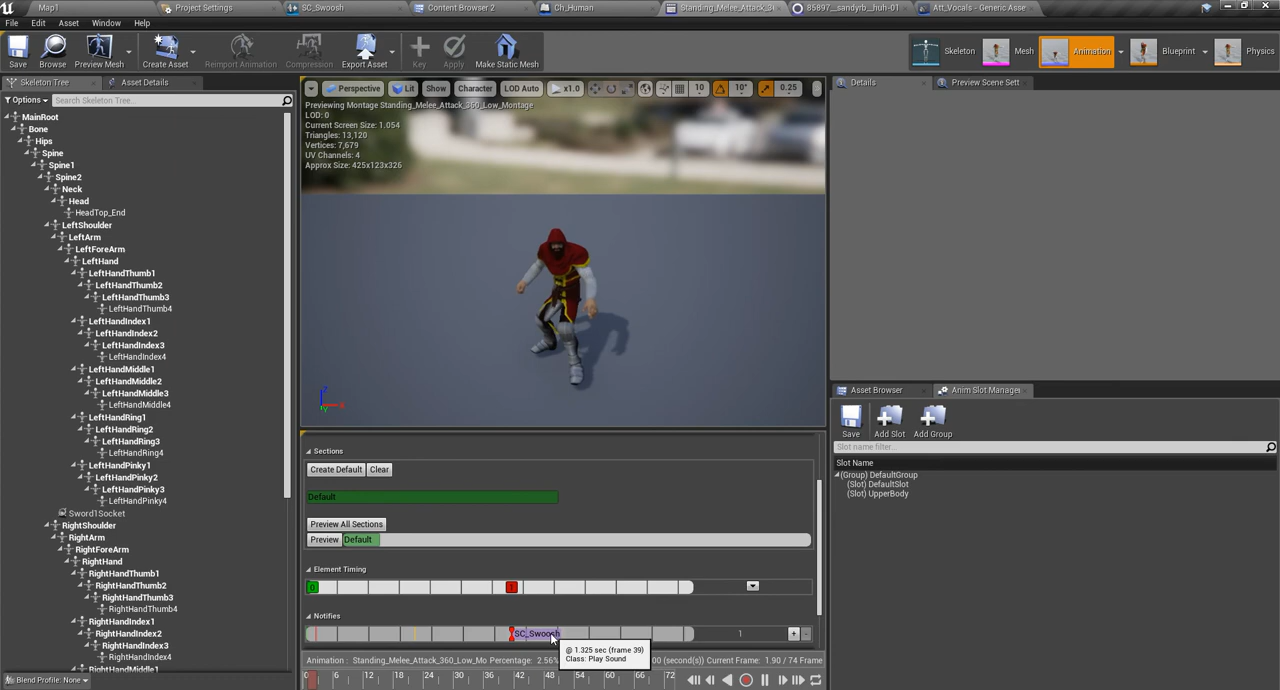 Map1
Project Settings
SC_Swoosh
Content Browser 2
Ch_Human
Standing_Melee_Attack_3
85897__sandyrb__huh-01
Att_Vocals - Generic Asse
File Edit Asset Window Help
Save
Browse
Preview Mesh
Create Asset
Reimport Animation
Compression
Export Asset
Key
Apply
Make Static Mesh
Skeleton
Mesh
Animation
Blueprint
Physics
Skeleton Tree
Asset Details
Options
Search Skeleton Tree...
MainRoot
Bone
Hips
Spine
Spine1
Spine2
Neck
Head
HeadTop_End
LeftShoulder
LeftArm
LeftForeArm
LeftHand
LeftHandThumb1
LeftHandThumb2
LeftHandThumb3
LeftHandThumb4
LeftHandIndex1
LeftHandIndex2
LeftHandIndex3
LeftHandIndex4
LeftHandMiddle1
LeftHandMiddle2
LeftHandMiddle3
LeftHandMiddle4
LeftHandRing1
LeftHandRing2
LeftHandRing3
LeftHandRing4
LeftHandPinky1
LeftHandPinky2
LeftHandPinky3
LeftHandPinky4
Sword1Socket
RightShoulder
RightArm
RightForeArm
RightHand
RightHandThumb1
RightHandThumb2
RightHandThumb3
RightHandThumb4
RightHandIndex1
RightHandIndex2
RightHandIndex3
RightHandIndex4
RightHandMiddle1
Blend Profile: None
Perspective Lit Show Character LOD Auto x1.0 10 10° 0.25
Previewing Montage Standing_Melee_Attack_360_Low_Montage
LOD: 0
Current Screen Size: 1.054
Triangles: 13,120
Vertices: 7,679
UV Channels: 4
Approx Size: 425x123x325
Z
X
Y
Sections
Create Default Clear
Default
Preview All Sections
Preview Default
Element Timing
0 1
Notifies
SC_Swoosh 1
@ 1.325 sec (frame 39)
Class: Play Sound
Animation : Standing_Melee_Attack_360_Low_Mo Percentage: 2.56% 00 (second(s)) Current Frame: 1.90 / 74 Frame
0 6 12 18 24 30 36 42 48 54 60 66 72
Details
Preview Scene Sett
Asset Browser
Anim Slot Manager
Save
Add Slot
Add Group
Slot name filter...
Slot Name
(Group) DefaultGroup
(Slot) DefaultSlot
(Slot) UpperBody